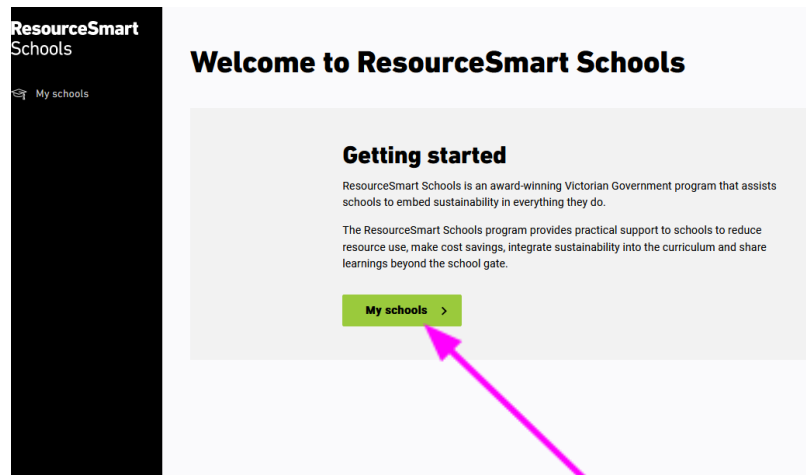 ResourceSmart
Schools
My schools
Welcome to ResourceSmart Schools
Getting started
ResourceSmart Schools is an award-winning Victorian Government program that assists
schools to embed sustainability in everything they do.
The ResourceSmart Schools program provides practical support to schools to reduce
resource use, make cost savings, integrate sustainability into the curriculum and share
learnings beyond the school gate.
My schools